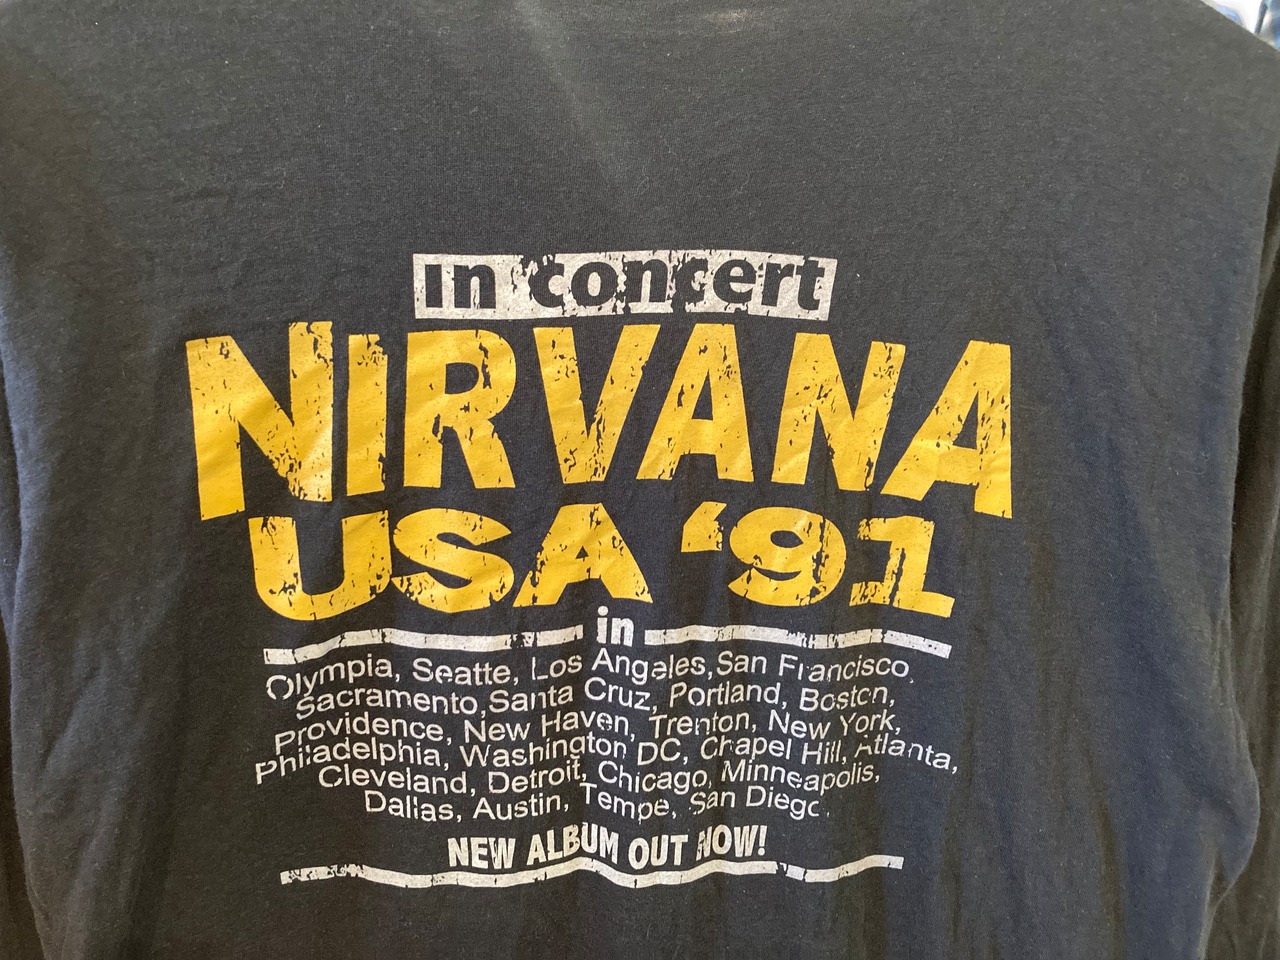 in concert
NIRVANA
USA '91
in
Olympia, Seatte, Los Angeles,San Francisco,
Sacramento,Santa Cruz, Portland, Boston,
Providence, New Haven, Trenton, New York,
Philadelphia, Washington DC, Chapel Hill, Atlanta,
Cleveland, Detroit, Chicago, Minneapolis,
Dallas, Austin, Tempe, San Diego,
NEW ALBUM OUT NOW!